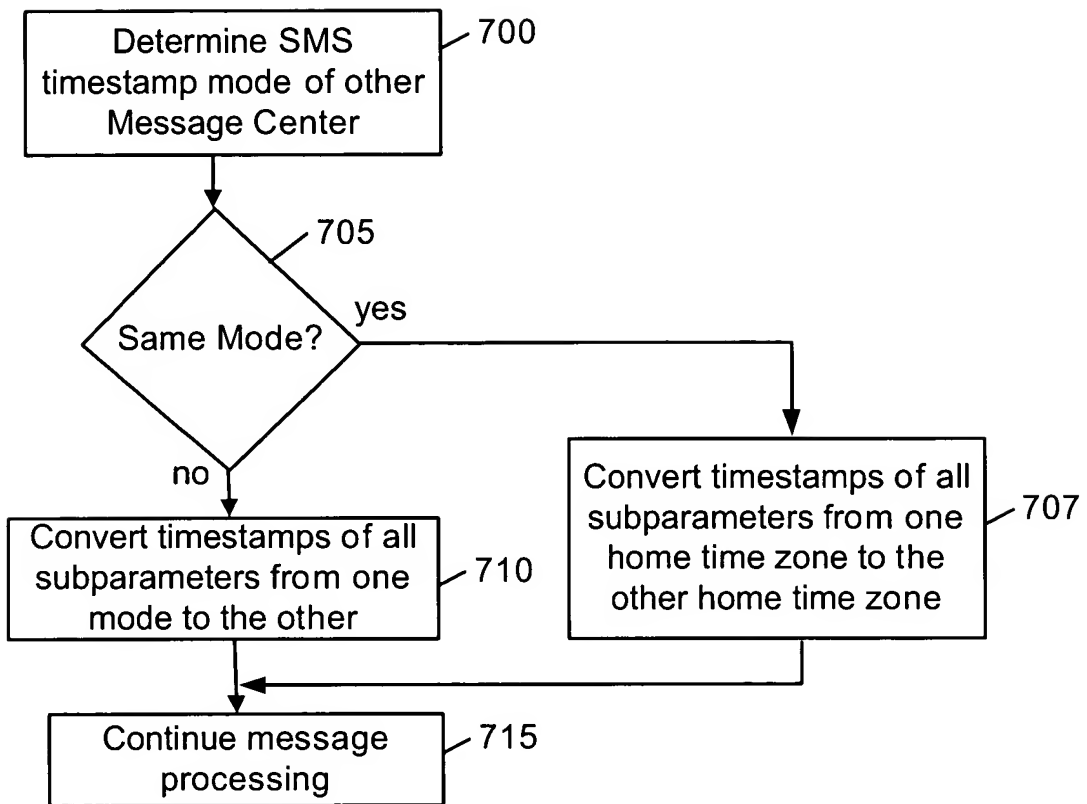 Determine SMS
timestamp mode of other
Message Center
700
705
Same Mode?
yes
no
Convert timestamps of all
subparameters from one
home time zone to the
other home time zone
707
Convert timestamps of all
subparameters from one
mode to the other
710
Continue message
processing
715